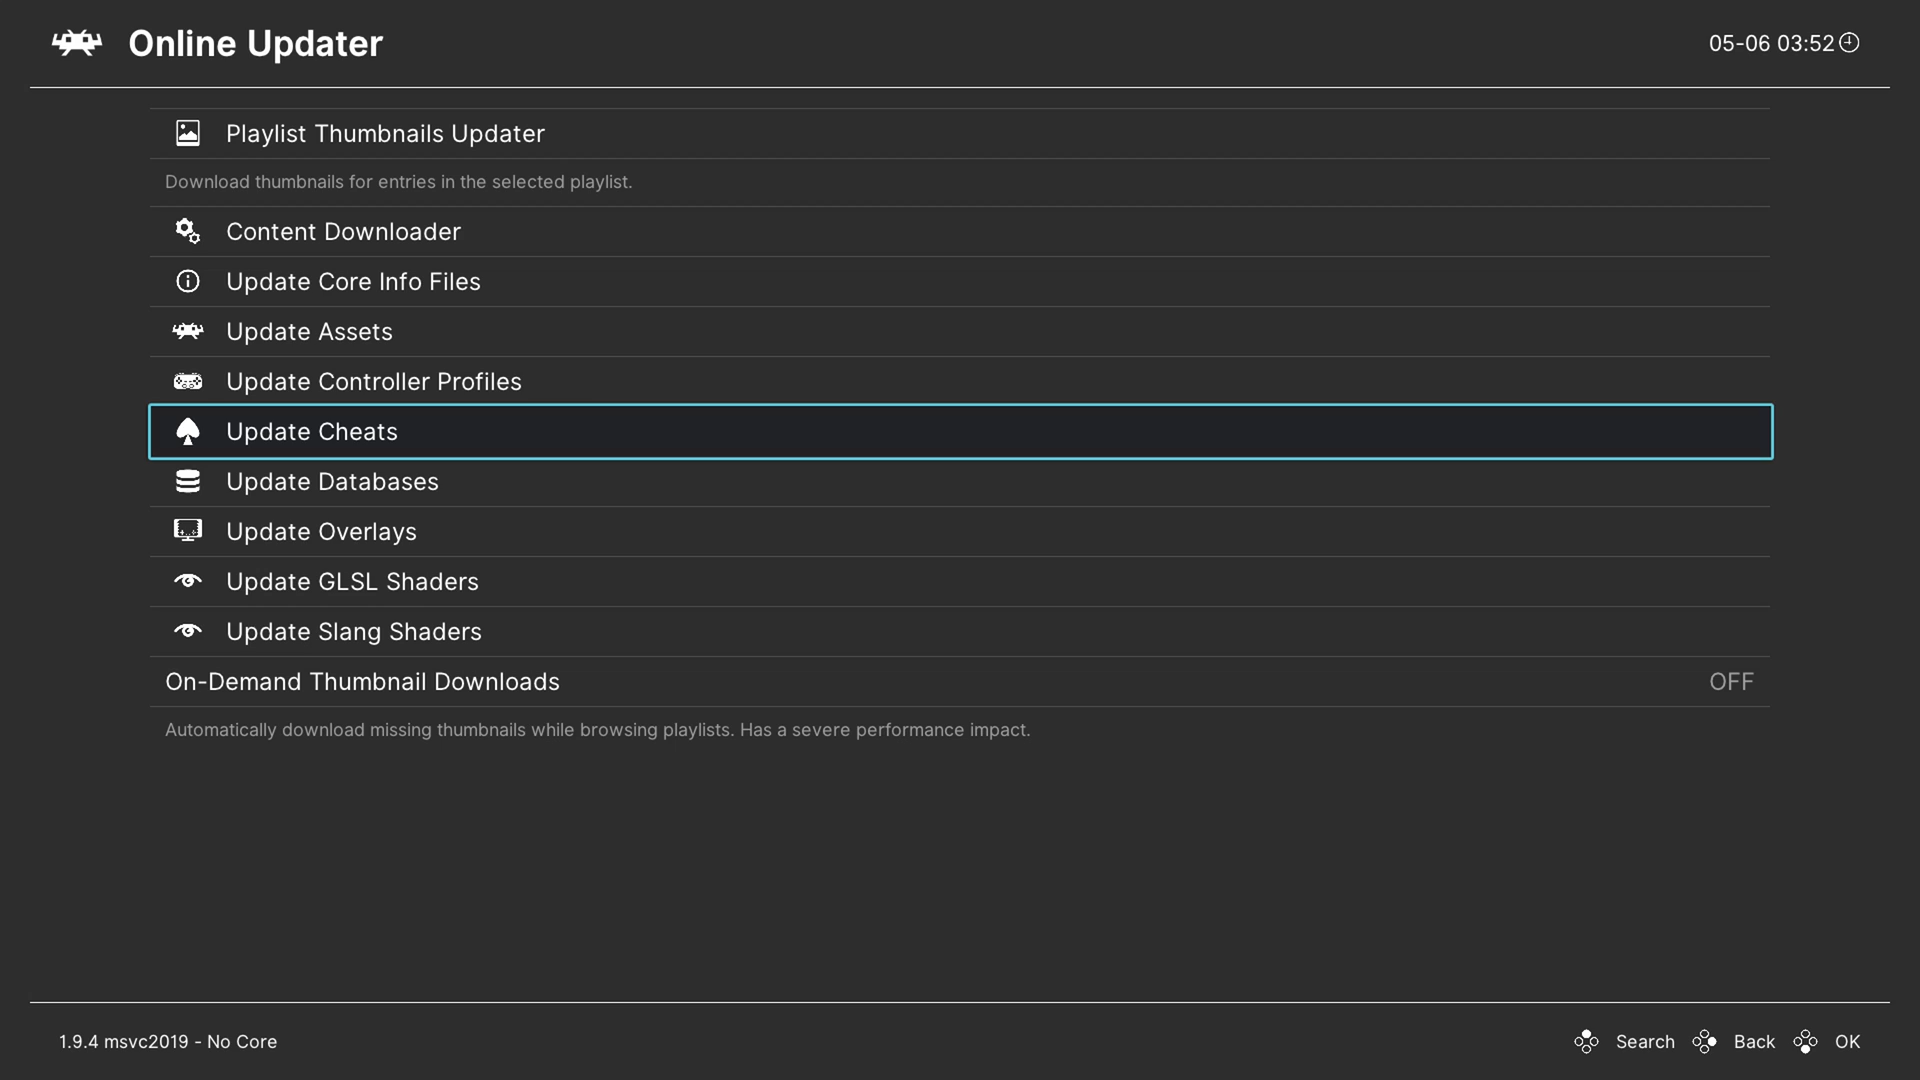 Online Updater
05-06 03:52
Playlist Thumbnails Updater
Download thumbnails for entries in the selected playlist.
Content Downloader
Update Core Info Files
Update Assets
Update Controller Profiles
Update Cheats
Update Databases
Update Overlays
Update GLSL Shaders
Update Slang Shaders
On-Demand Thumbnail Downloads OFF
Automatically download missing thumbnails while browsing playlists. Has a severe performance impact.
1.9.4 msvc2019 - No Core
Search Back OK